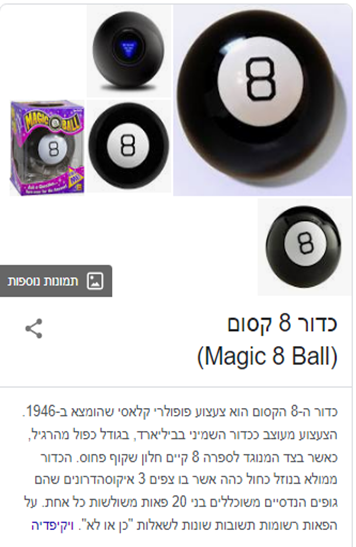 8
8
MAGIC 8 BALL!
8
8
תמונות נוספות
כדור 8 קסום
(Magic 8 Ball)
כדור ה-8 הקסום הוא צעצוע פופולרי קלאסי שהומצא ב-1946.
הצעצוע מעוצב ככדור השמיני בביליארד, בגודל כפול מהרגיל,
כאשר בצד המנוגד לספרה 8 קיים חלון שקוף פחוס. הכדור
ממולא בנוזל כחול כהה אשר בו צפים 3 איקוסהדרונים שהם
גופים הנדסיים משוכללים בני 20 פאות משולשות כל אחת. על
הפאות רשומות תשובות שונות לשאלות "כן או לא". ויקיפדיה